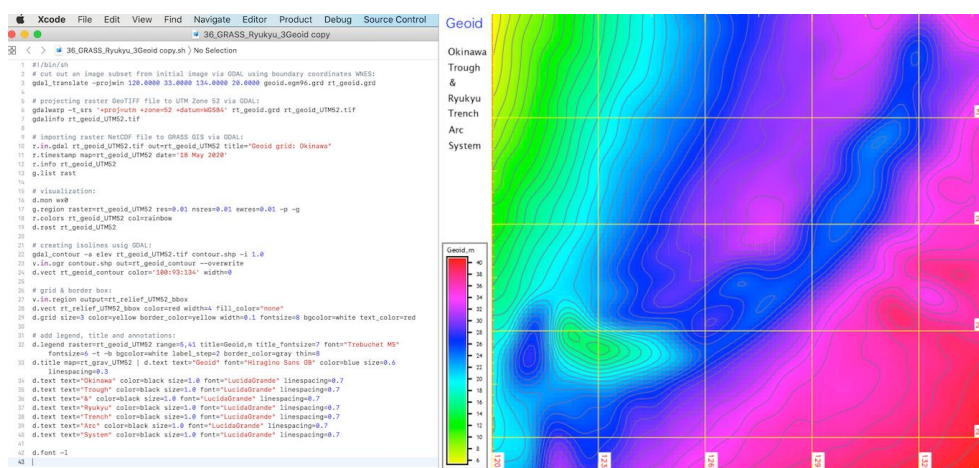 Xcode File Edit View Find Navigate Editor Product Debug Source Control
36_GRASS_Ryukyu_3Geoid copy
36_GRASS_Ryukyu_3Geoid copy.sh ) No Selection
1 #!/bin/sh
2 # cut out an image subset from initial image via GDAL using boundary coordinates WNES:
3 gdal_translate -projwin 120.0000 33.0000 134.0000 20.0000 geoid.egm96.grd rt_geoid.grd
4
5 # projecting raster GeoTIFF file to UTM Zone 52 via GDAL:
6 gdalwarp -t_srs '+proj=utm +zone=52 +datum=WGS84' rt_geoid.grd rt_geoid_UTM52.tif
7 gdalinfo rt_geoid_UTM52.tif
8
9 # importing raster NetCDF file to GRASS GIS via GDAL:
10 r.in.gdal rt_geoid_UTM52.tif out=rt_geoid_UTM52 title="Geoid grid: Okinawa"
11 r.timestamp map=rt_geoid_UTM52 date='18 May 2020'
12 r.info rt_geoid_UTM52
13 g.list rast
14
15 # visualization:
16 d.mon wx0
17 g.region raster=rt_geoid_UTM52 res=0.01 nsres=0.01 ewres=0.01 -p -g
18 r.colors rt_geoid_UTM52 col=rainbow
19 d.rast rt_geoid_UTM52
20
21 # creating isolines usig GDAL:
22 gdal_contour -a elev rt_geoid_UTM52.tif contour.shp -i 1.0
23 v.in.ogr contour.shp out=rt_geoid_contour --overwrite
24 d.vect rt_geoid_contour color='100:93:134' width=0
25
26 # grid & border box:
27 v.in.region output=rt_relief_UTM52_bbox
28 d.vect rt_relief_UTM52_bbox color=red width=4 fill_color="none"
29 d.grid size=3 color=yellow border_color=yellow width=0.1 fontsize=8 bgcolor=white text_color=red
30
31 # add legend, title and annotations:
32 d.legend raster=rt_geoid_UTM52 range=5,41 title=Geoid,m title_fontsize=7 font="Trebuchet MS"
fontsize=6 -t -b bgcolor=white label_step=2 border_color=gray thin=8
33 d.title map=rt_grav_UTM52 | d.text text="Geoid" font="Hiragino Sans GB" color=blue size=0.6
linespacing=0.3
34 d.text text="Okinawa" color=black size=1.0 font="LucidaGrande" linespacing=0.7
35 d.text text="Trough" color=black size=1.0 font="LucidaGrande" linespacing=0.7
36 d.text text="&" color=black size=1.0 font="LucidaGrande" linespacing=0.7
37 d.text text="Ryukyu" color=black size=1.0 font="LucidaGrande" linespacing=0.7
38 d.text text="Trench" color=black size=1.0 font="LucidaGrande" linespacing=0.7
39 d.text text="Arc" color=black size=1.0 font="LucidaGrande" linespacing=0.7
40 d.text text="System" color=black size=1.0 font="LucidaGrande" linespacing=0.7
41
42 d.font -l
43
Geoid
Okinawa
Trough
&
Ryukyu
Trench
Arc
System
Geoid,m
40
38
36
34
32
30
28
26
24
22
20
18
16
14
12
10
8
6
120
123
126
129
132